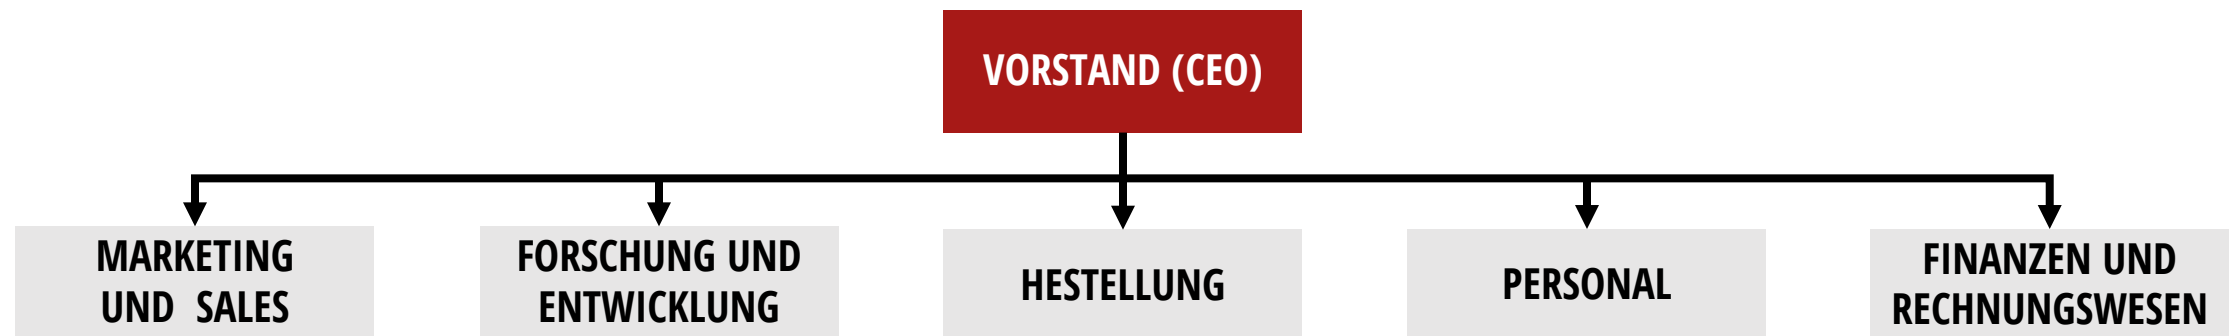 VORSTAND (CEO)
MARKETING
UND SALES
FORSCHUNG UND
ENTWICKLUNG
HESTELLUNG
PERSONAL
FINANZEN UND
RECHNUNGSWESEN